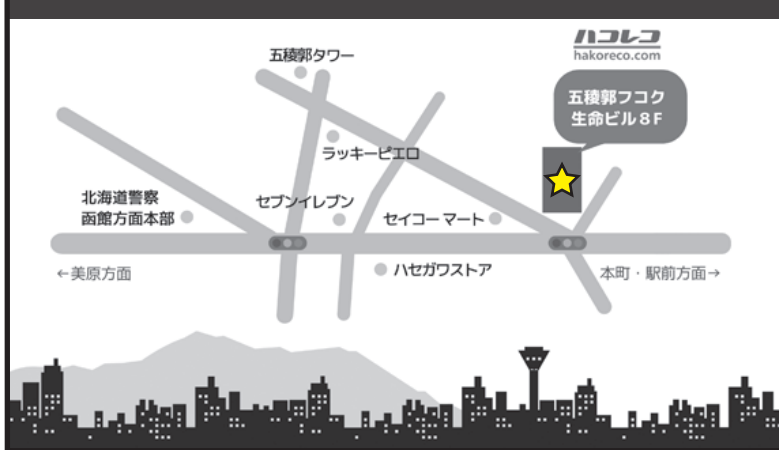 ハコレコ
hakoreco.com
五稜郭タワー
五稜郭フコク
生命ビル8F
ラッキーピエロ
北海道警察
函館方面本部
セブンイレブン
セイコーマート
←美原方面
ハセガワストア
本町・駅前方面→